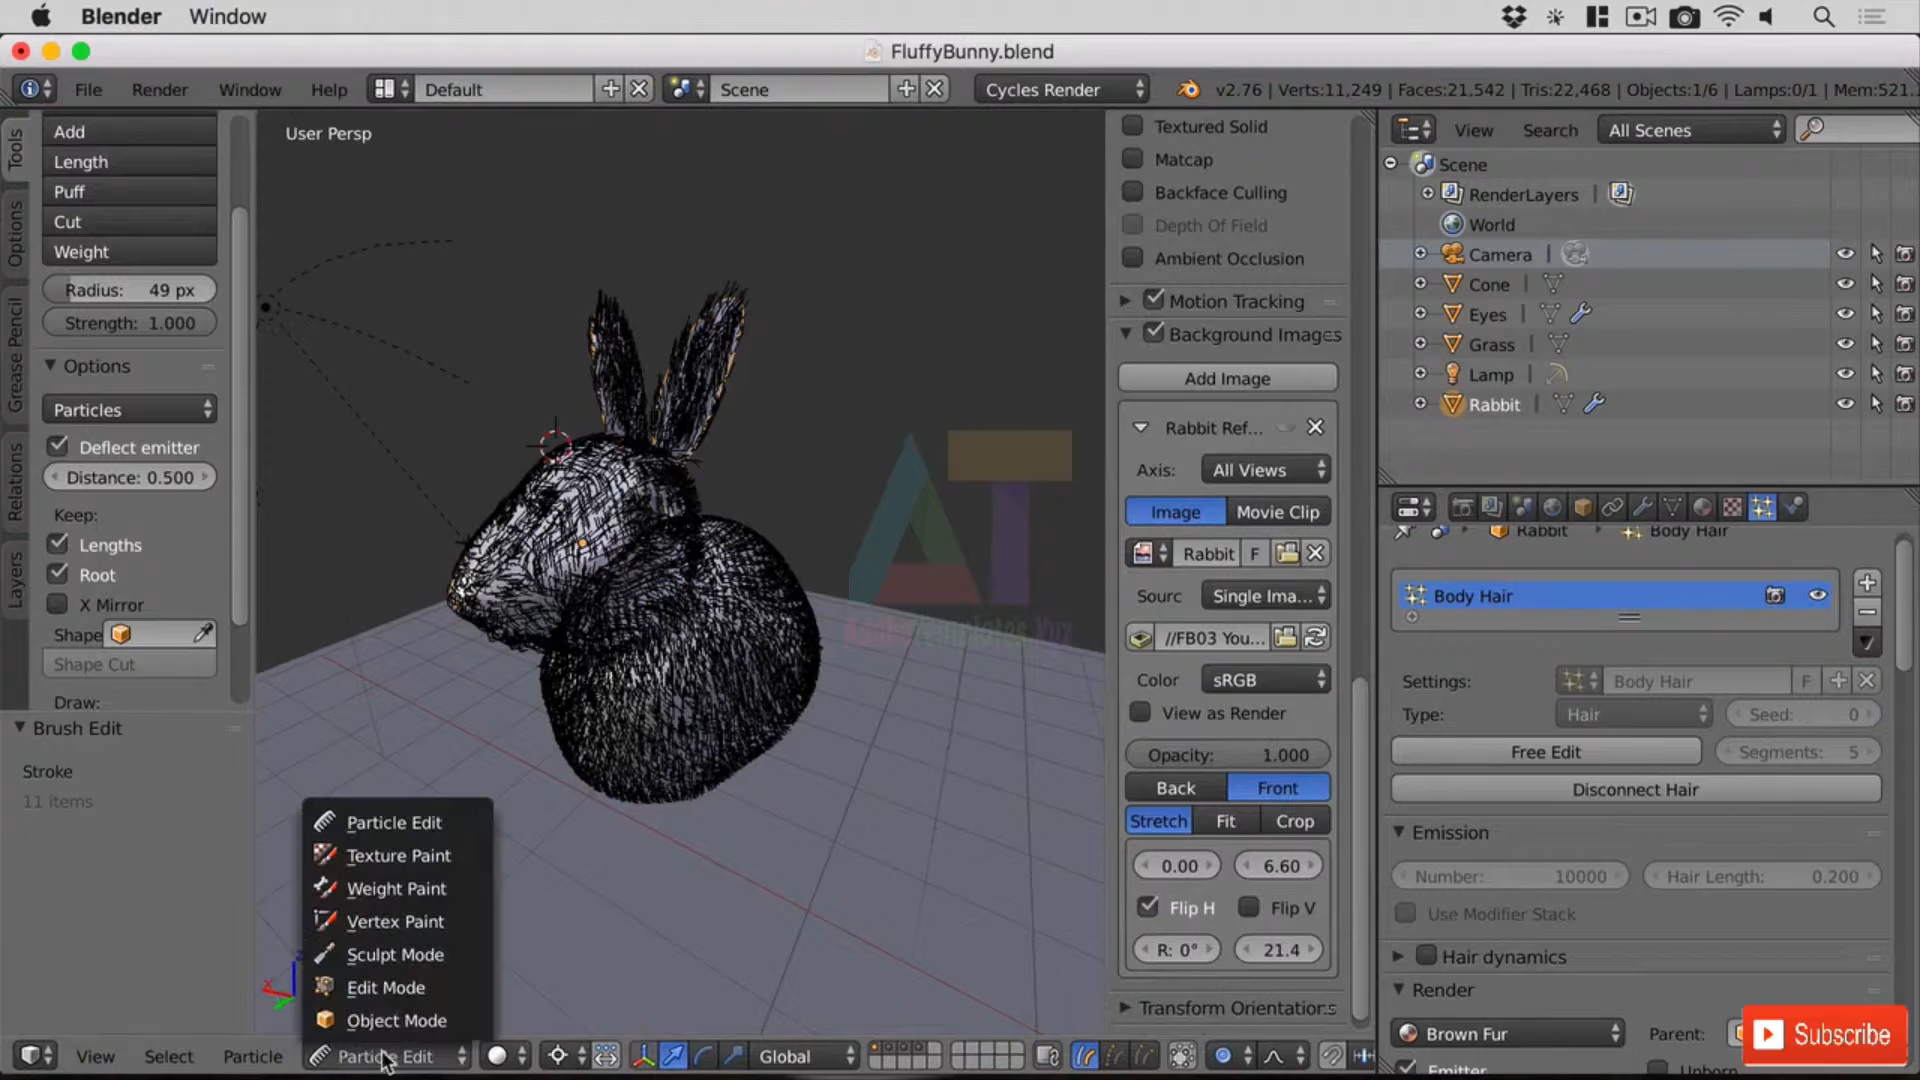 Blender Window
FluffyBunny.blend
File Render Window Help Default Scene Cycles Render v2.76 | Verts:11,249 | Faces:21,542 | Tris:22,468 | Objects:1/6 | Lamps:0/1 | Mem:521.
Tools
Options
Grease Pencil
Relations
Layers
Add
Length
Puff
Cut
Weight
Radius: 49 px
Strength: 1.000
Options
Particles
Deflect emitter
Distance: 0.500
Keep:
Lengths
Root
X Mirror
Shape
Shape Cut
Draw:
Brush Edit
Stroke
11 items
User Persp
Particle Edit
Texture Paint
Weight Paint
Vertex Paint
Sculpt Mode
Edit Mode
Object Mode
View Select Particle Particle Edit Global
Textured Solid
Matcap
Backface Culling
Depth Of Field
Ambient Occlusion
Motion Tracking
Background Images
Add Image
Rabbit Ref...
Axis: All Views
Image Movie Clip
Rabbit F
Sourc Single Ima...
//FB03 You...
Color sRGB
View as Render
Opacity: 1.000
Back Front
Stretch Fit Crop
0.00 6.60
Flip H Flip V
R: 0° 21.4
Transform Orientations
View Search All Scenes
Scene
RenderLayers |
World
Camera |
Cone |
Eyes |
Grass |
Lamp |
Rabbit |
Rabbit Body Hair
Body Hair
Settings: Body Hair F
Type: Hair Seed: 0
Free Edit Segments: 5
Disconnect Hair
Emission
Number: 10000 Hair Length: 0.200
Use Modifier Stack
Hair dynamics
Render
Brown Fur Parent:
Emitter Unborn
Subscribe